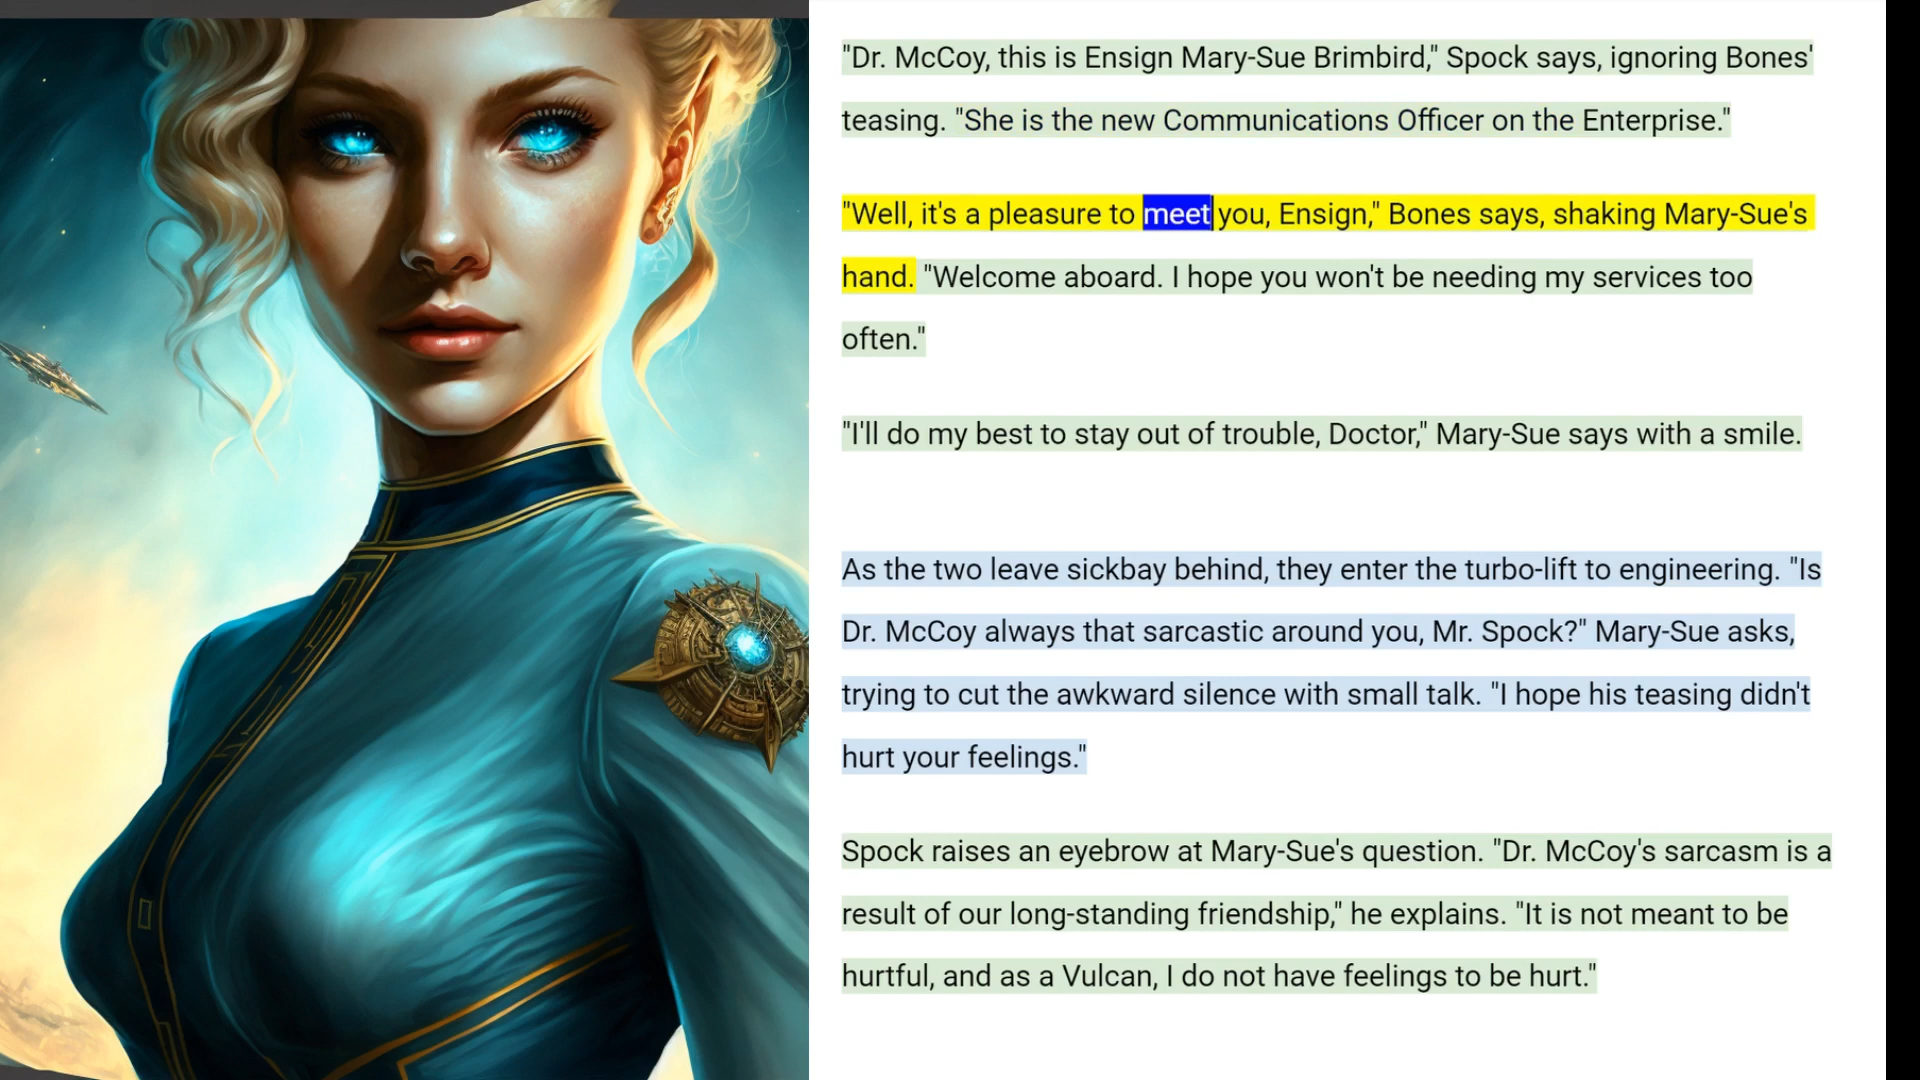 "Dr. McCoy, this is Ensign Mary-Sue Brimbird," Spock says, ignoring Bones'
teasing. "She is the new Communications Officer on the Enterprise."
"Well, it's a pleasure to meet you, Ensign," Bones says, shaking Mary-Sue's
hand. "Welcome aboard. I hope you won't be needing my services too
often."
"I'll do my best to stay out of trouble, Doctor," Mary-Sue says with a smile.
As the two leave sickbay behind, they enter the turbo-lift to engineering. "Is
Dr. McCoy always that sarcastic around you, Mr. Spock?" Mary-Sue asks,
trying to cut the awkward silence with small talk. "I hope his teasing didn't
hurt your feelings."
Spock raises an eyebrow at Mary-Sue's question. "Dr. McCoy's sarcasm is a
result of our long-standing friendship," he explains. "It is not meant to be
hurtful, and as a Vulcan, I do not have feelings to be hurt."